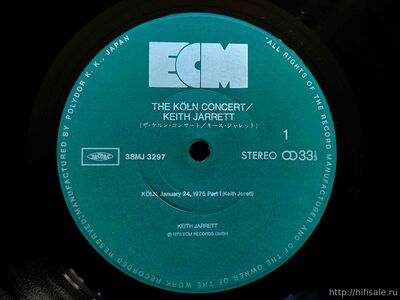 ECM
*ALL RIGHTS OF THE RECORD MANUFACTURER AND OF THE OWNER OF THE WORK RECORDED RESERVED/MANUFACTURED BY POLYDOR K. K., JAPAN
THE KÖLN CONCERT/
KEITH JARRETT
(ザ・ケルン・コンサート/キース・ジャレット)
1
38MJ 3297
STEREO 33⅓
KÖLN, January 24, 1975 Part I (Keith Jarrett)
KEITH JARRETT
Ⓟ 1975 ECM RECORDS GMBH
http://hifisale.ru